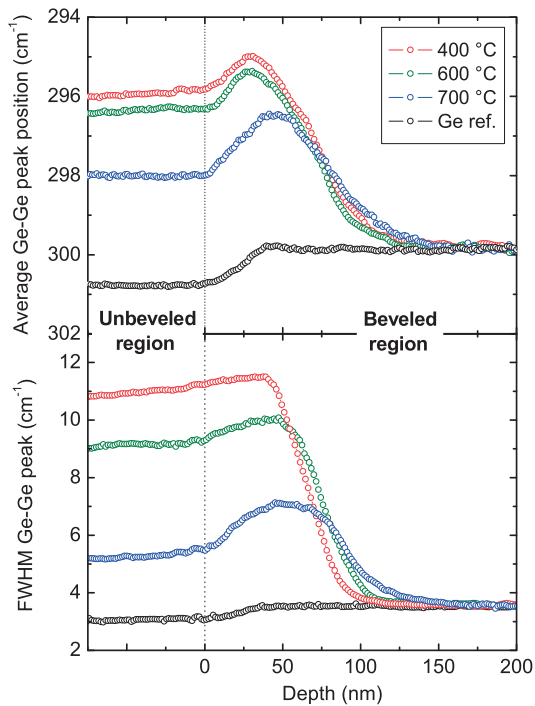 294
296
298
300
302
Average Ge-Ge peak position (cm-1)
400 °C
600 °C
700 °C
Ge ref.
Unbeveled
region
Beveled
region
12
10
8
6
4
2
FWHM Ge-Ge peak (cm-1)
0 50 100 150 200
Depth (nm)